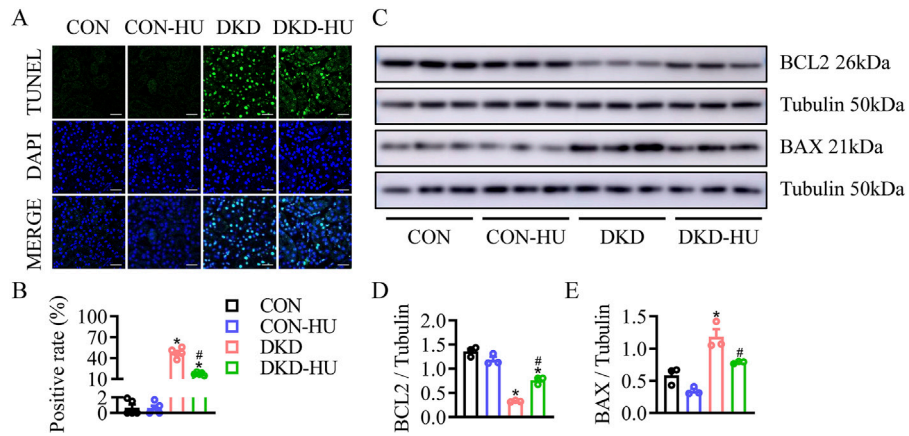 A
CON CON-HU DKD DKD-HU
TUNEL
DAPI
MERGE
B
Positive rate (%)
100
70
40
10
2
0
*
#
*
CON
CON-HU
DKD
DKD-HU
C
BCL2 26kDa
Tubulin 50kDa
BAX 21kDa
Tubulin 50kDa
CON CON-HU DKD DKD-HU
D
BCL2 / Tubulin
2.0
1.5
1.0
0.5
0.0
*
#
*
E
BAX / Tubulin
1.5
1.0
0.5
0.0
*
#